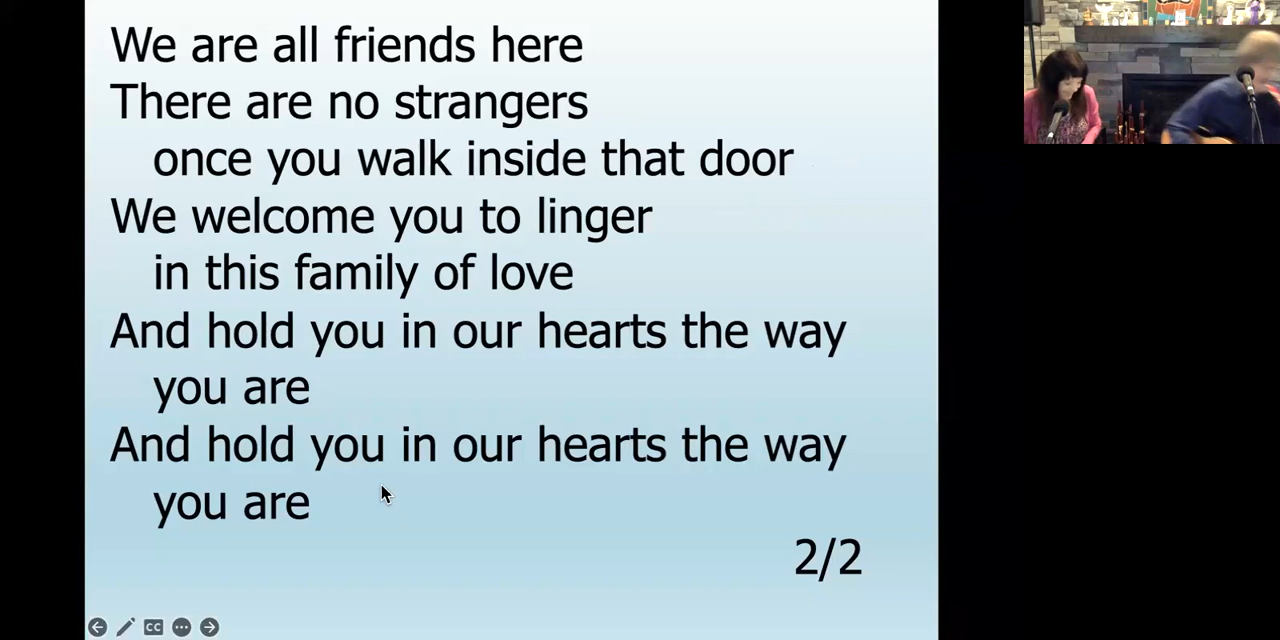 We are all friends here
There are no strangers
once you walk inside that door
We welcome you to linger
in this family of love
And hold you in our hearts the way
you are
And hold you in our hearts the way
you are
2/2
CC